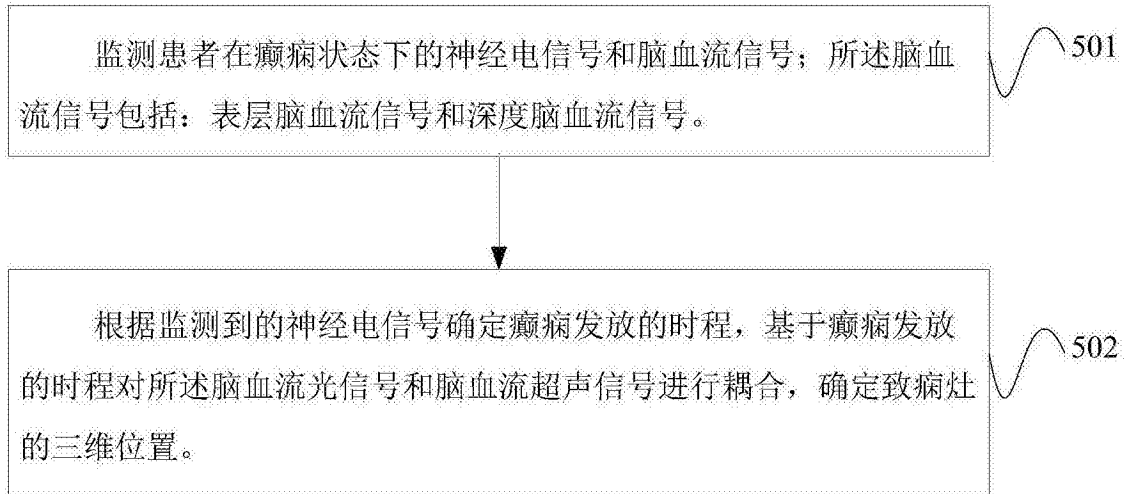 监测患者在癫痫状态下的神经电信号和脑血流信号；所述脑血
流信号包括：表层脑血流信号和深度脑血流信号。
501
根据监测到的神经电信号确定癫痫发放的时程，基于癫痫发放
的时程对所述脑血流光信号和脑血流超声信号进行耦合，确定致痫灶
的三维位置。
502